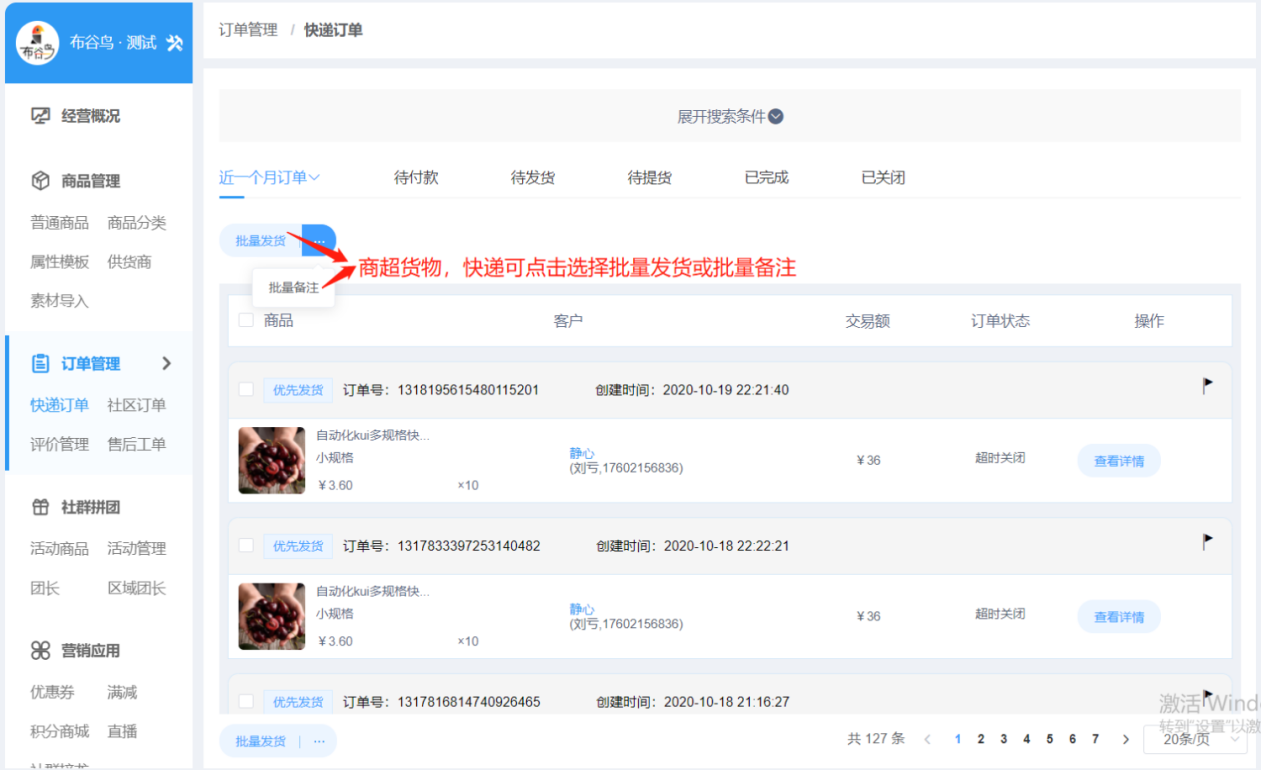 布谷鸟
布谷鸟 · 测试
订单管理 / 快递订单
经营概况
商品管理
普通商品 商品分类
属性模板 供货商
素材导入
订单管理
快递订单 社区订单
评价管理 售后工单
社群拼团
活动商品 活动管理
团长 区域团长
营销应用
优惠券 满减
积分商城 直播
社群接龙
展开搜索条件
近一个月订单 待付款 待发货 待提货 已完成 已关闭
批量发货 ...
商超货物，快递可点击选择批量发货或批量备注
批量备注
商品 客户 交易额 订单状态 操作
优先发货 订单号：1318195615480115201 创建时间：2020-10-19 22:21:40
自动化kui多规格快...
小规格
￥3.60 ×10
静心
(刘亏,17602156836)
￥36
超时关闭
查看详情
优先发货 订单号：1317833397253140482 创建时间：2020-10-18 22:22:21
自动化kui多规格快...
小规格
￥3.60 ×10
静心
(刘亏,17602156836)
￥36
超时关闭
查看详情
优先发货 订单号：1317816814740926465 创建时间：2020-10-18 21:16:27
批量发货 | ...
共 127 条 < 1 2 3 4 5 6 7 > 20条/页
激活 Wind
转到"设置"以激